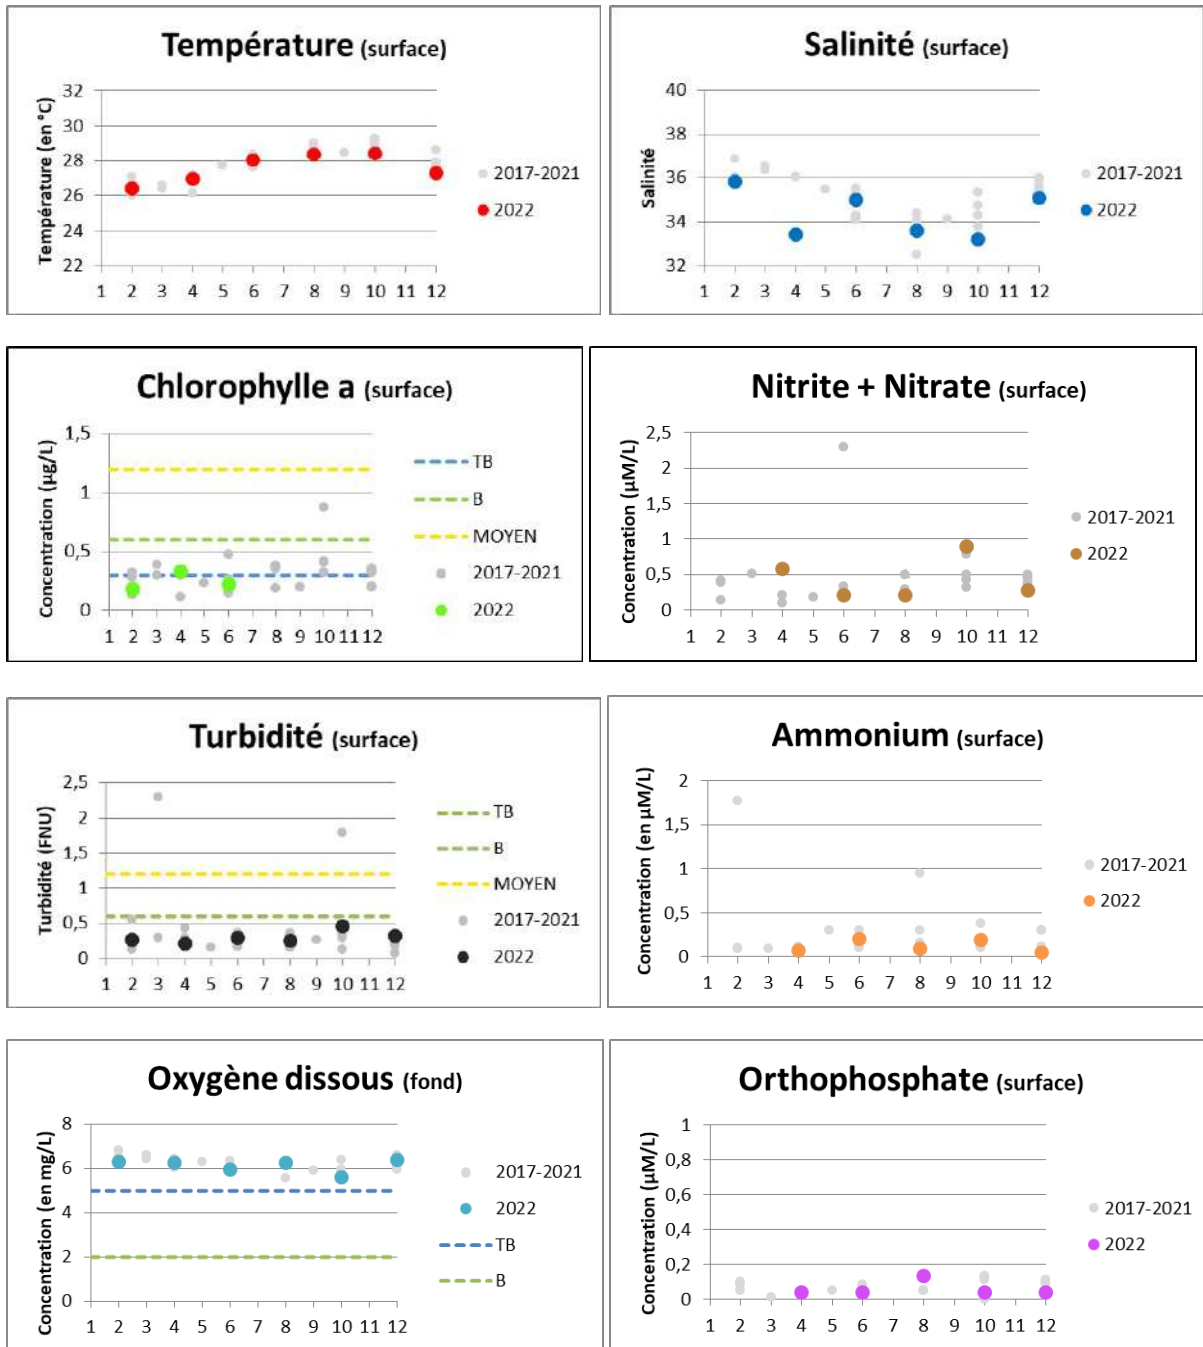 Température (surface)
Température (en °C)
32
30
28
26
24
22
1 2 3 4 5 6 7 8 9 10 11 12
2017-2021
2022
Salinité (surface)
Salinité
40
38
36
34
32
1 2 3 4 5 6 7 8 9 10 11 12
2017-2021
2022
Chlorophylle a (surface)
Concentration (µg/L)
1,5
1
0,5
0
1 2 3 4 5 6 7 8 9 10 11 12
TB
B
MOYEN
2017-2021
2022
Nitrite + Nitrate (surface)
Concentration (µM/L)
2,5
2
1,5
1
0,5
0
1 2 3 4 5 6 7 8 9 10 11 12
2017-2021
2022
Turbidité (surface)
Turbidité (FNU)
2,5
2
1,5
1
0,5
0
1 2 3 4 5 6 7 8 9 10 11 12
TB
B
MOYEN
2017-2021
2022
Ammonium (surface)
Concentration (en µM/L)
2
1,5
1
0,5
0
1 2 3 4 5 6 7 8 9 10 11 12
2017-2021
2022
Oxygène dissous (fond)
Concentration (en mg/L)
8
6
4
2
0
1 2 3 4 5 6 7 8 9 10 11 12
2017-2021
2022
TB
B
Orthophosphate (surface)
Concentration (µM/L)
1
0,8
0,6
0,4
0,2
0
1 2 3 4 5 6 7 8 9 10 11 12
2017-2021
2022